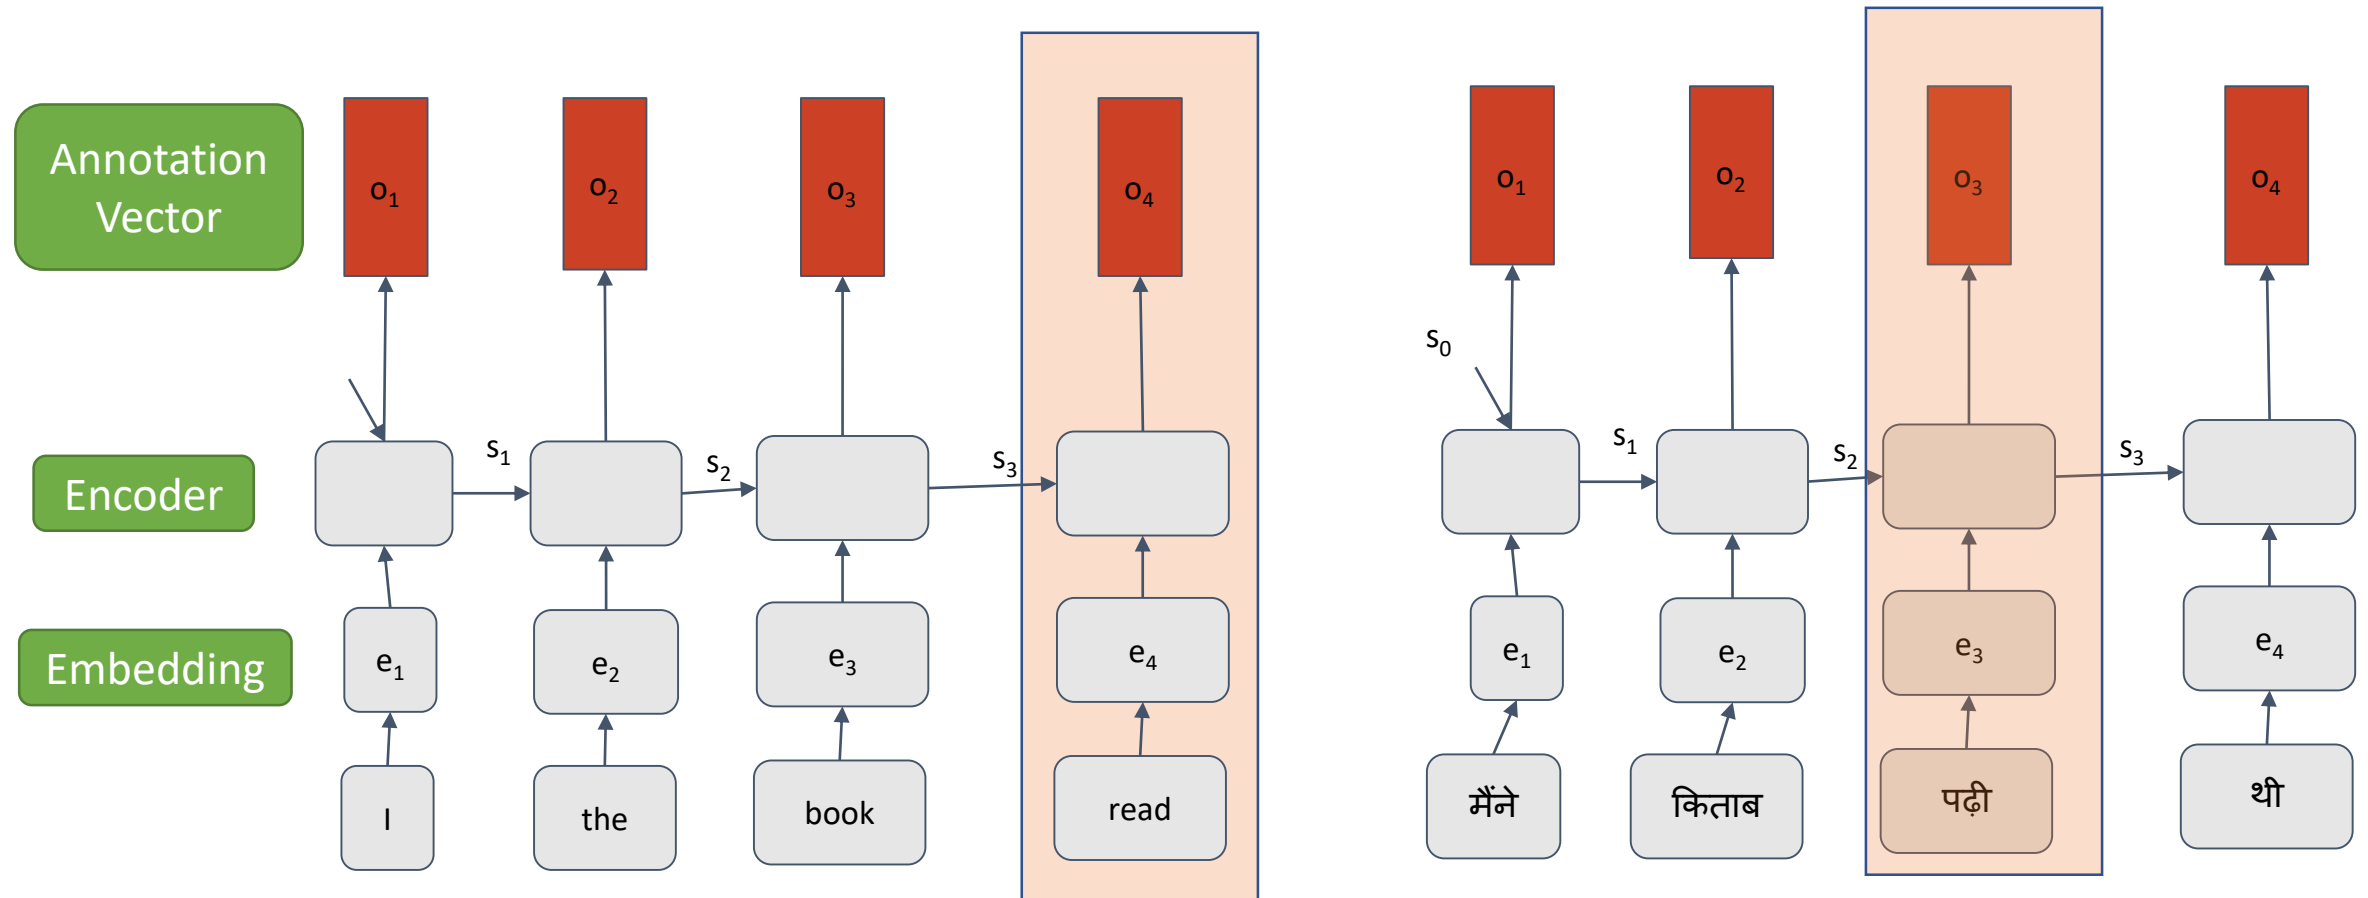 Annotation
Vector
o₁
o₂
o₃
o₄
o₁
o₂
o₃
o₄
s₀
Encoder
s₁
s₂
s₃
s₁
s₂
s₃
Embedding
e₁
e₂
e₃
e₄
e₁
e₂
e₃
e₄
I
the
book
read
मैंने
किताब
पढ़ी
थी